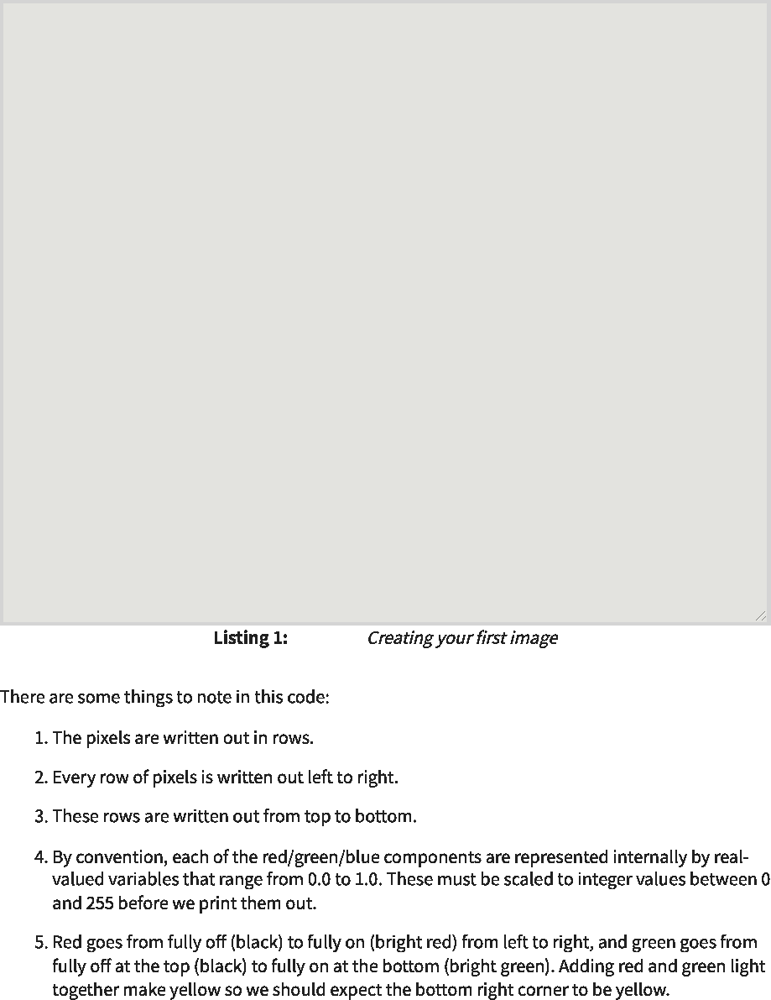 Listing 1: Creating your first image
There are some things to note in this code:
1. The pixels are written out in rows.
2. Every row of pixels is written out left to right.
3. These rows are written out from top to bottom.
4. By convention, each of the red/green/blue components are represented internally by real-
valued variables that range from 0.0 to 1.0. These must be scaled to integer values between 0
and 255 before we print them out.
5. Red goes from fully off (black) to fully on (bright red) from left to right, and green goes from
fully off at the top (black) to fully on at the bottom (bright green). Adding red and green light
together make yellow so we should expect the bottom right corner to be yellow.